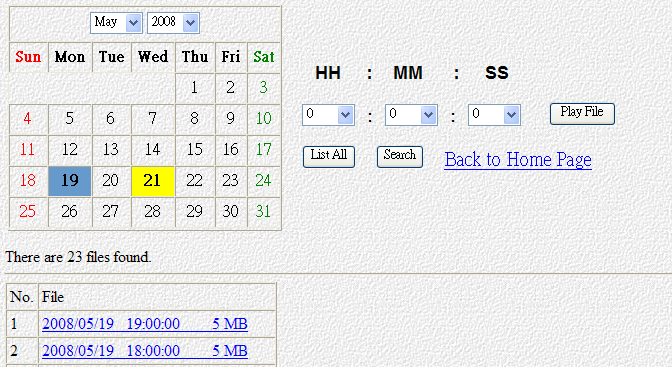 May 2008
Sun Mon Tue Wed Thu Fri Sat
1 2 3
4 5 6 7 8 9 10
11 12 13 14 15 16 17
18 19 20 21 22 23 24
25 26 27 28 29 30 31
HH : MM : SS
0 : 0 : 0 Play File
List All Search Back to Home Page
There are 23 files found.
No. File
1 2008/05/19 19:00:00 5 MB
2 2008/05/19 18:00:00 5 MB